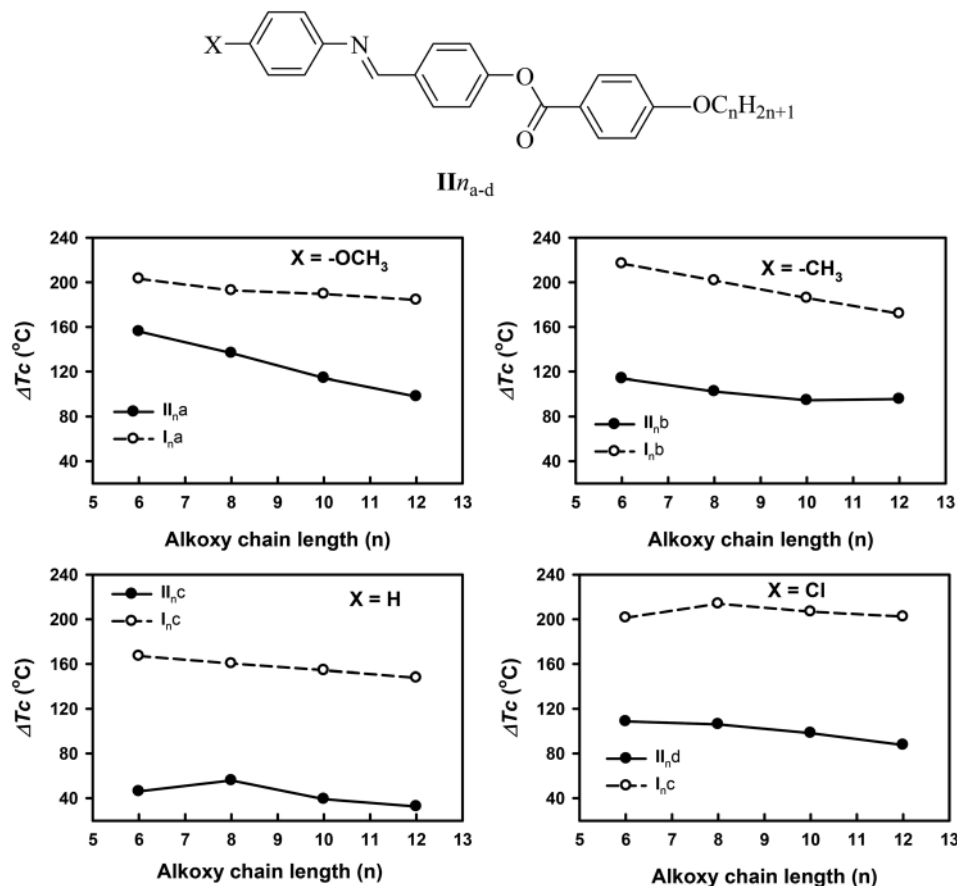 X
N
O
O
OCnH2n+1
IIna-d
X = -OCH3
ΔTc (°C)
240
200
160
120
80
40
IIna
Ina
5 6 7 8 9 10 11 12 13
Alkoxy chain length (n)
X = -CH3
ΔTc (°C)
240
200
160
120
80
40
IInb
Inb
5 6 7 8 9 10 11 12 13
Alkoxy chain length (n)
X = H
ΔTc (°C)
240
200
160
120
80
40
IInc
Inc
5 6 7 8 9 10 11 12 13
Alkoxy chain length (n)
X = Cl
ΔTc (°C)
240
200
160
120
80
40
IInd
Inc
5 6 7 8 9 10 11 12 13
Alkoxy chain length (n)